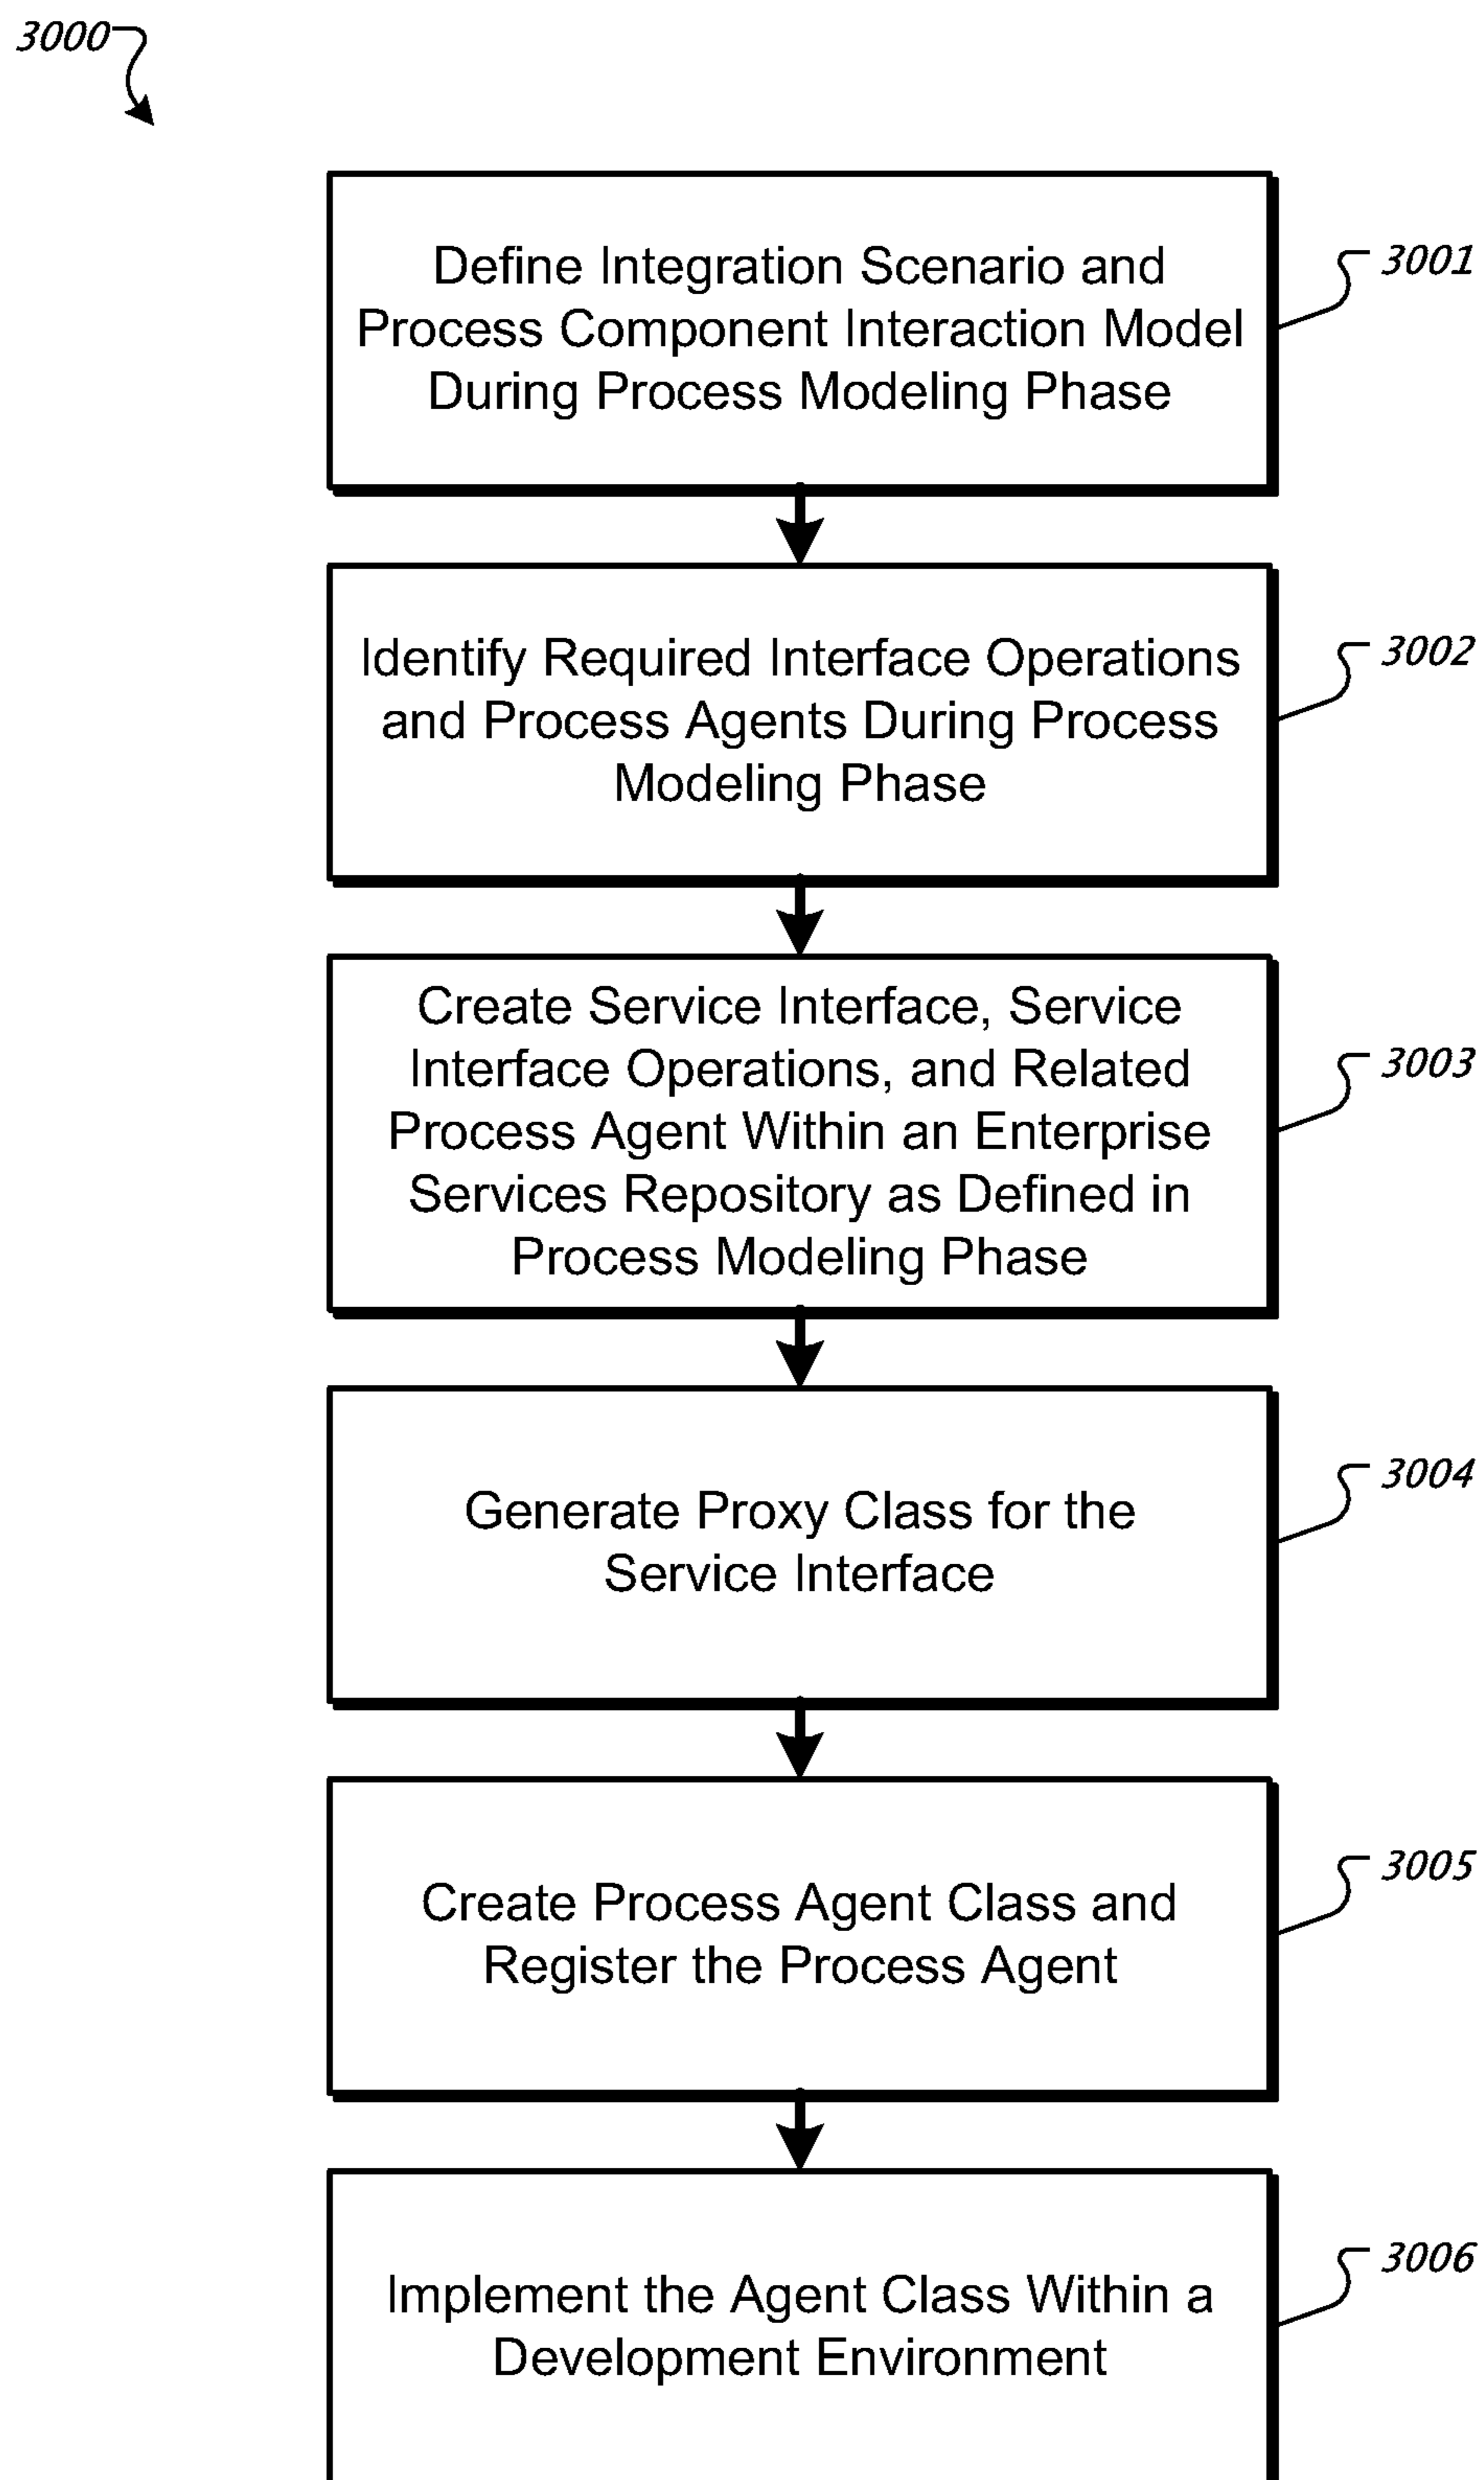 3000
Define Integration Scenario and
Process Component Interaction Model
During Process Modeling Phase
3001
Identify Required Interface Operations
and Process Agents During Process
Modeling Phase
3002
Create Service Interface, Service
Interface Operations, and Related
Process Agent Within an Enterprise
Services Repository as Defined in
Process Modeling Phase
3003
Generate Proxy Class for the
Service Interface
3004
Create Process Agent Class and
Register the Process Agent
3005
Implement the Agent Class Within a
Development Environment
3006